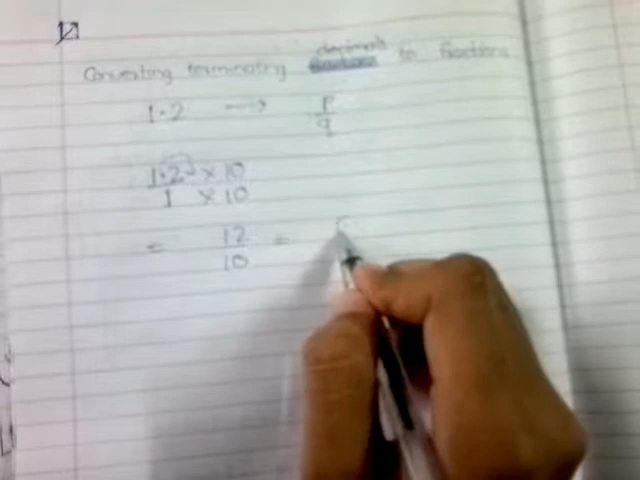 Converting terminating decimals to fractions
1.2 → p/q
1.2 × 10
1 × 10
= 12/10 =